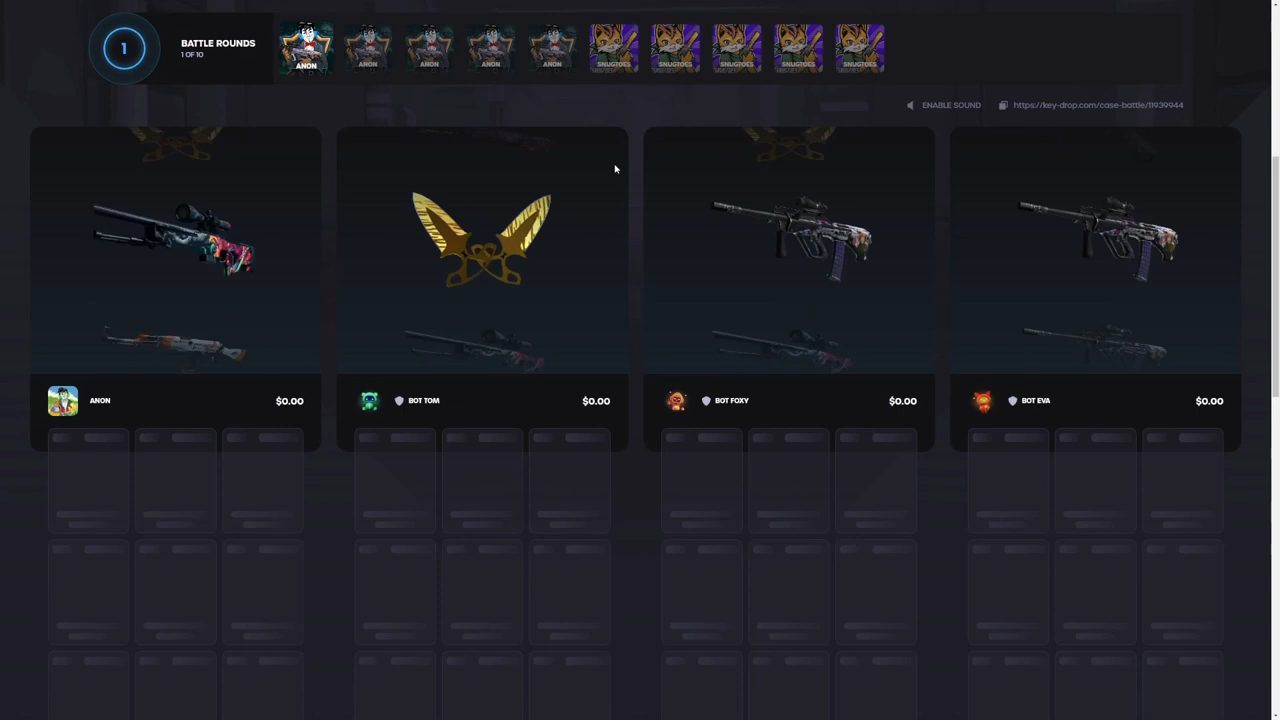 1
BATTLE ROUNDS
1 OF 10
ANON
ANON
ANON
ANON
ANON
SNUGTOES
SNUGTOES
SNUGTOES
SNUGTOES
SNUGTOES
ENABLE SOUND
https://key-drop.com/case-battle/11939944
ANON
$0.00
BOT TOM
$0.00
BOT FOXY
$0.00
BOT EVA
$0.00